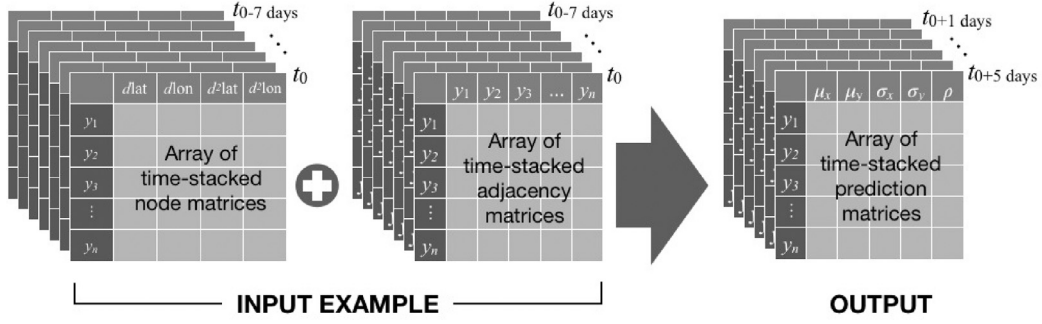 t0-7 days
t0
dlat dlon d²lat d²lon
y1
y2
y3
⋮
yn
Array of
time-stacked
node matrices
t0-7 days
t0
y1 y2 y3 ... yn
y1
y2
y3
⋮
yn
Array of
time-stacked
adjacency
matrices
t0+1 days
t0+5 days
μx μy σx σy ρ
y1
y2
y3
⋮
yn
Array of
time-stacked
prediction
matrices
INPUT EXAMPLE
OUTPUT